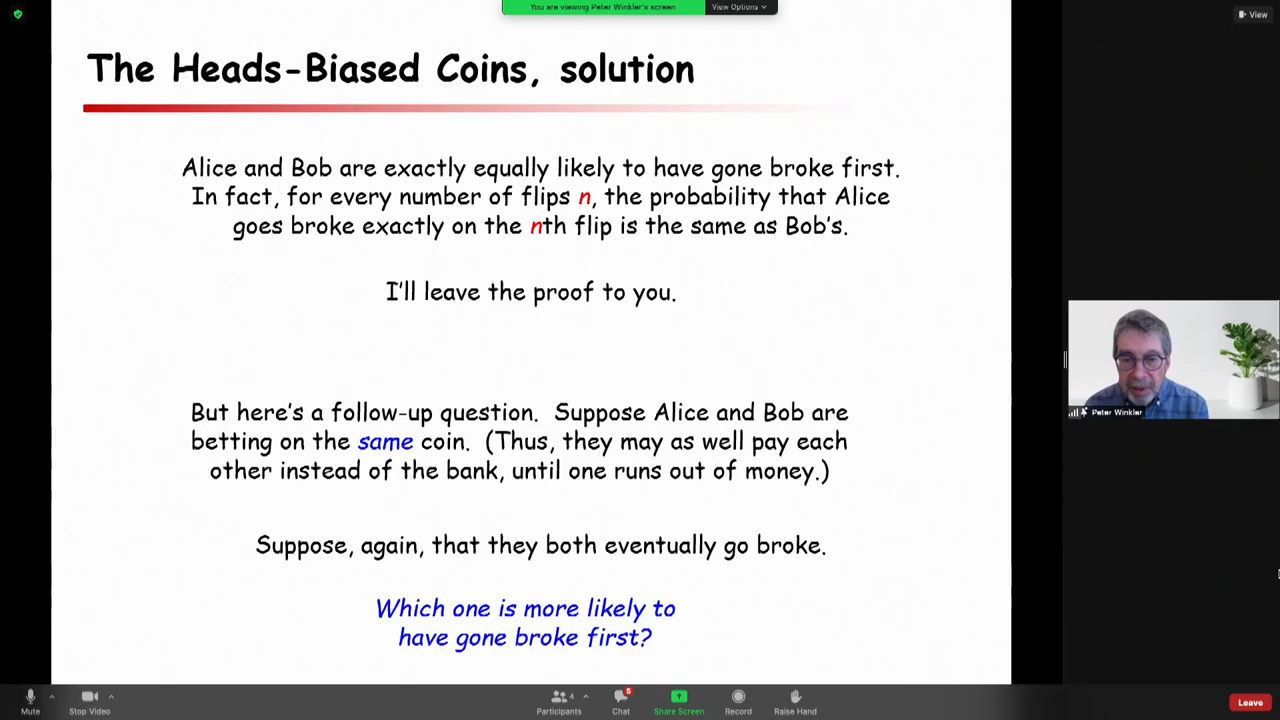 You are viewing Peter Winkler's screen
View Options
View
The Heads-Biased Coins, solution
Alice and Bob are exactly equally likely to have gone broke first.
In fact, for every number of flips n, the probability that Alice
goes broke exactly on the nth flip is the same as Bob's.
I'll leave the proof to you.
But here's a follow-up question. Suppose Alice and Bob are
betting on the same coin. (Thus, they may as well pay each
other instead of the bank, until one runs out of money.)
Suppose, again, that they both eventually go broke.
Which one is more likely to
have gone broke first?
Peter Winkler
Mute
Stop Video
4
Participants
6
Chat
Share Screen
Record
Raise Hand
Leave